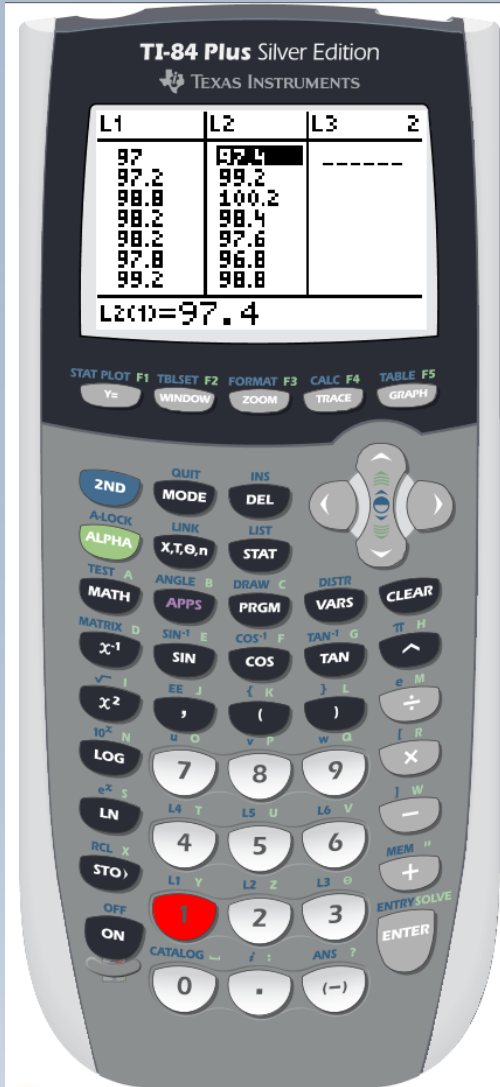 TI-84 Plus Silver Edition
TEXAS INSTRUMENTS
L1 L2 L3 2
97 97.4 ------
97.2 99.2
98.8 100.2
98.2 98.4
98.2 97.6
97.8 96.8
99.2 98.8
L2(1)=97.4
STAT PLOT F1 TBLSET F2 FORMAT F3 CALC F4 TABLE F5
Y= WINDOW ZOOM TRACE GRAPH
QUIT INS
2ND MODE DEL
A-LOCK LINK LIST
ALPHA X,T,Θ,n STAT
TEST A ANGLE B DRAW C DISTR
MATH APPS PRGM VARS CLEAR
MATRIX D SIN-1 E COS-1 F TAN-1 G π H
x-1 SIN COS TAN ^
√‾ I EE J { K } L e M
x² , ( ) ÷
10ˣ N u O v P w Q [ R
LOG 7 8 9 ×
eˣ S L4 T L5 U L6 V ] W
LN 4 5 6 −
RCL X L1 Y L2 Z L3 θ MEM "
STO› 1 2 3 +
OFF CATALOG ⎵ i : ANS ? ENTRY SOLVE
ON 0 . (−) ENTER